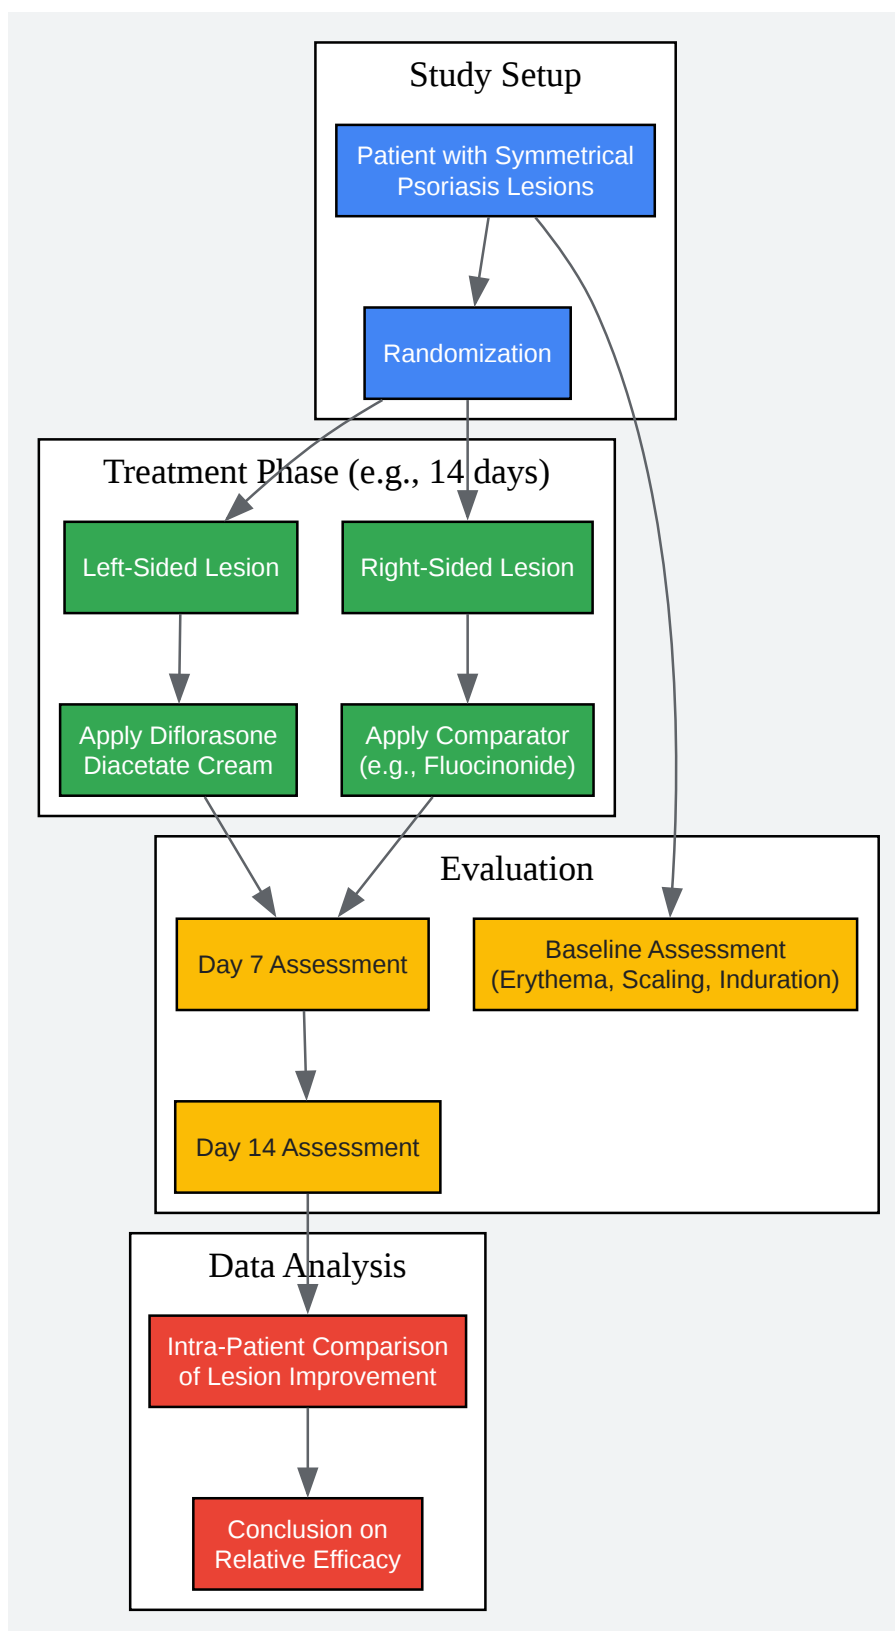 Study Setup
Patient with Symmetrical
Psoriasis Lesions
Randomization
Treatment Phase (e.g., 14 days)
Left-Sided Lesion
Right-Sided Lesion
Apply Diflorasone
Diacetate Cream
Apply Comparator
(e.g., Fluocinonide)
Evaluation
Day 7 Assessment
Baseline Assessment
(Erythema, Scaling, Induration)
Day 14 Assessment
Data Analysis
Intra-Patient Comparison
of Lesion Improvement
Conclusion on
Relative Efficacy